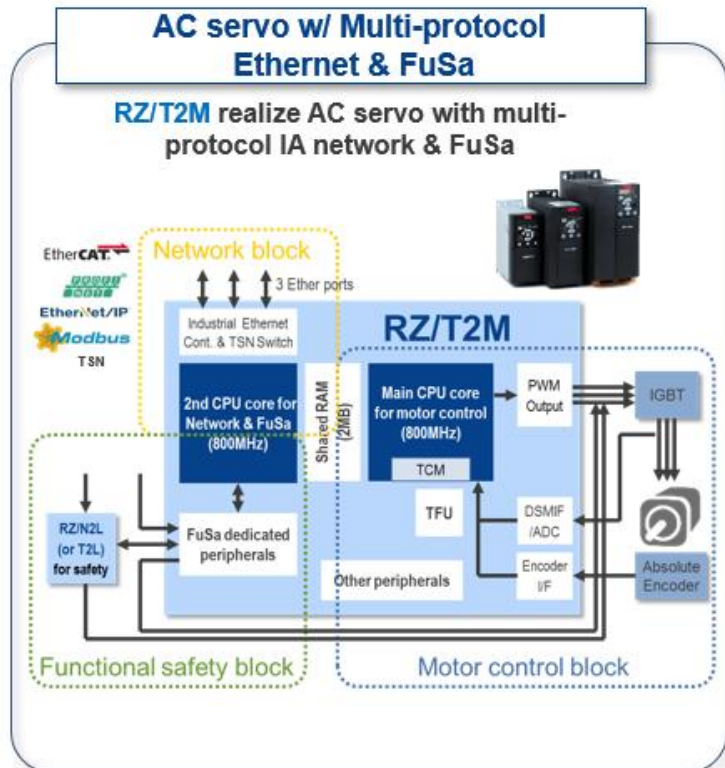 AC servo w/ Multi-protocol
Ethernet & FuSa
RZ/T2M realize AC servo with multi-
protocol IA network & FuSa
EtherCAT
PROFI
NET
EtherNet/IP
Modbus
TSN
Network block
3 Ether ports
Industrial Ethernet
Cont. & TSN Switch
RZ/T2M
2nd CPU core for
Network & FuSa
(800MHz)
Shared RAM
(2MB)
Main CPU core
for motor control
(800MHz)
TCM
PWM
Output
IGBT
TFU
DSMIF
/ADC
Encoder
I/F
Absolute
Encoder
RZ/N2L
(or T2L)
for safety
FuSa dedicated
peripherals
Other peripherals
Functional safety block
Motor control block